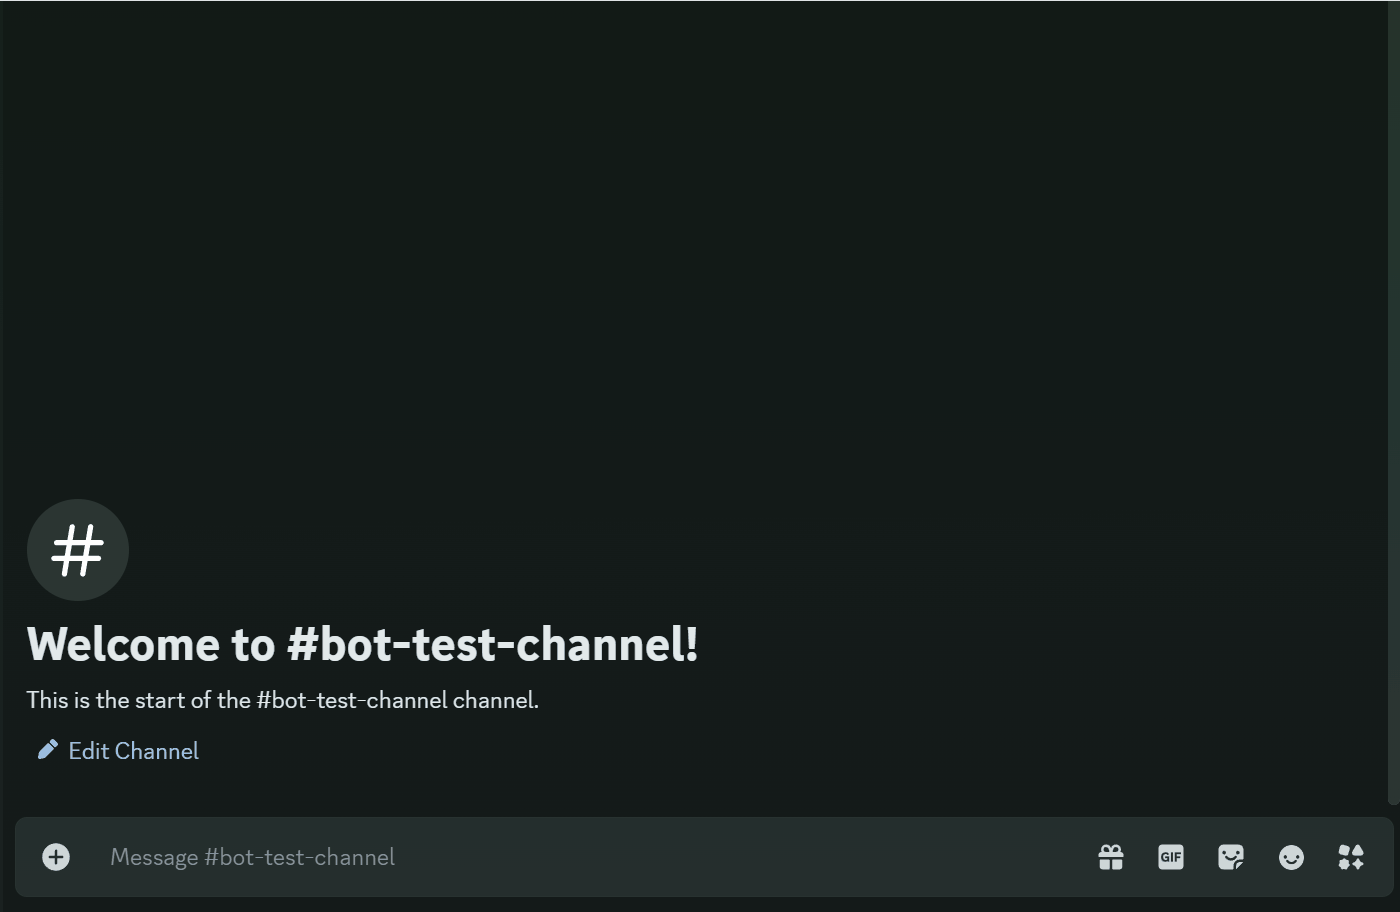 #
Welcome to #bot-test-channel!
This is the start of the #bot-test-channel channel.
Edit Channel
Message #bot-test-channel
GIF